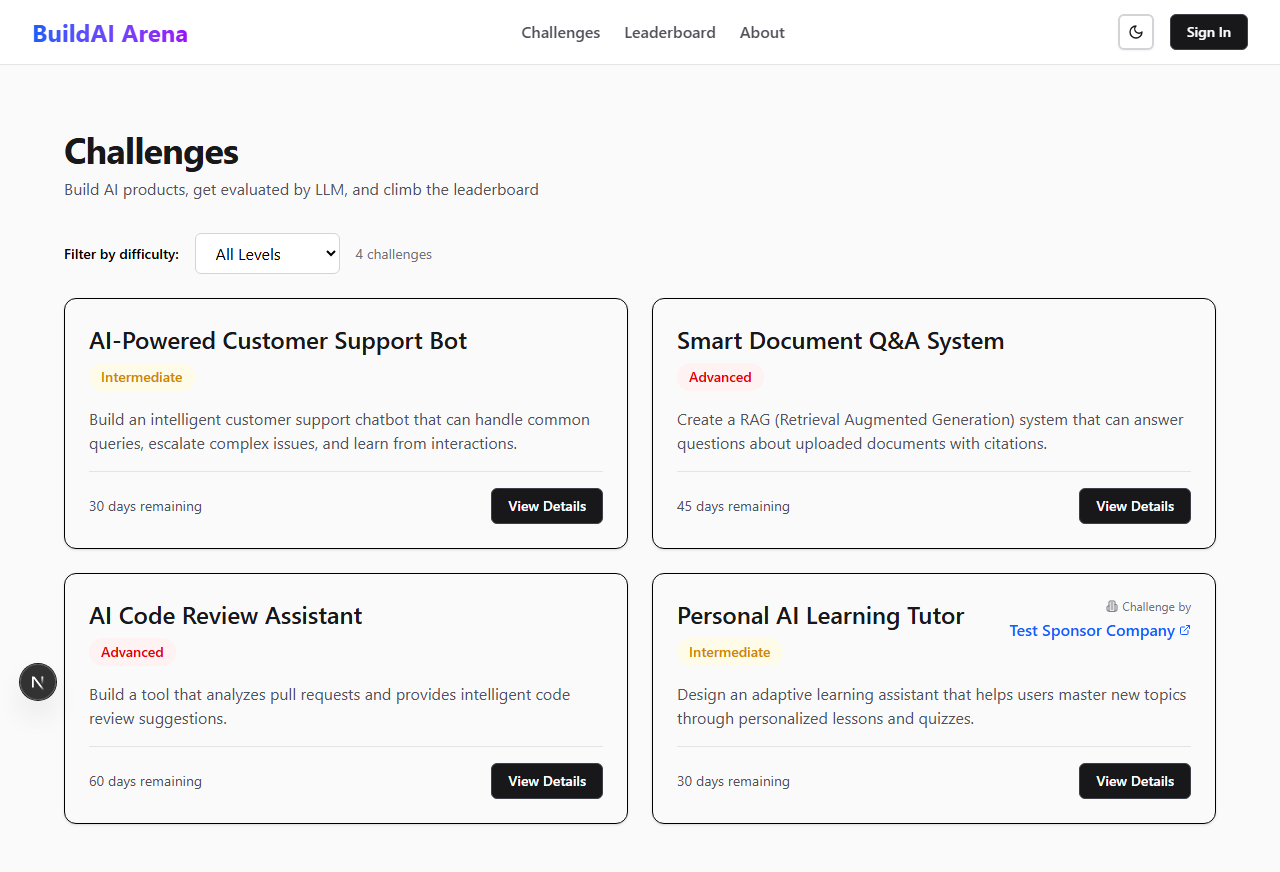 BuildAI Arena
Challenges
Leaderboard
About
Sign In
Challenges
Build AI products, get evaluated by LLM, and climb the leaderboard
Filter by difficulty:
All Levels
4 challenges
AI-Powered Customer Support Bot
Intermediate
Build an intelligent customer support chatbot that can handle common
queries, escalate complex issues, and learn from interactions.
30 days remaining
View Details
Smart Document Q&A System
Advanced
Create a RAG (Retrieval Augmented Generation) system that can answer
questions about uploaded documents with citations.
45 days remaining
View Details
AI Code Review Assistant
Advanced
Build a tool that analyzes pull requests and provides intelligent code
review suggestions.
60 days remaining
View Details
Personal AI Learning Tutor
Challenge by
Test Sponsor Company
Intermediate
Design an adaptive learning assistant that helps users master new topics
through personalized lessons and quizzes.
30 days remaining
View Details
N